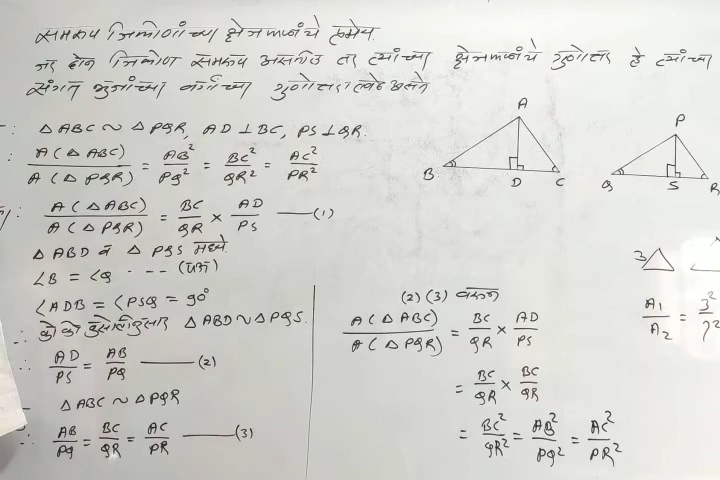 समरूप त्रिकोणांच्या क्षेत्रफळांचे प्रमेय.
जर दोन त्रिकोण समरूप असतील तर त्यांच्या क्षेत्रफळांचे गुणोत्तर हे त्यांच्या
संगत भुजांच्या वर्गांच्या गुणोत्तराएवढे असते
: △ABC ~ △PQR, AD ⊥ BC, PS ⊥ QR.
: A(△ABC) / A(△PQR) = AB² / PQ² = BC² / QR² = AC² / PR²
: A(△ABC) / A(△PQR) = BC / QR × AD / PS —— (1)
△ABD व △PQS मध्ये.
∠B = ∠Q - - - (पक्ष)
∠ADB = ∠PSQ = 90°
∴ को को कसोटीनुसार △ABD ~ △PQS.
∴ AD / PS = AB / PQ —— (2)
△ABC ~ △PQR
∴ AB / PQ = BC / QR = AC / PR —— (3)
(2) (3) वरून
A(△ABC) / A(△PQR) = BC / QR × AD / PS
= BC / QR × BC / QR
= BC² / QR² = AB² / PQ² = AC² / PR²
A
B D C
P
Q S R
3
A₁ / A₂ = 3² / 7²